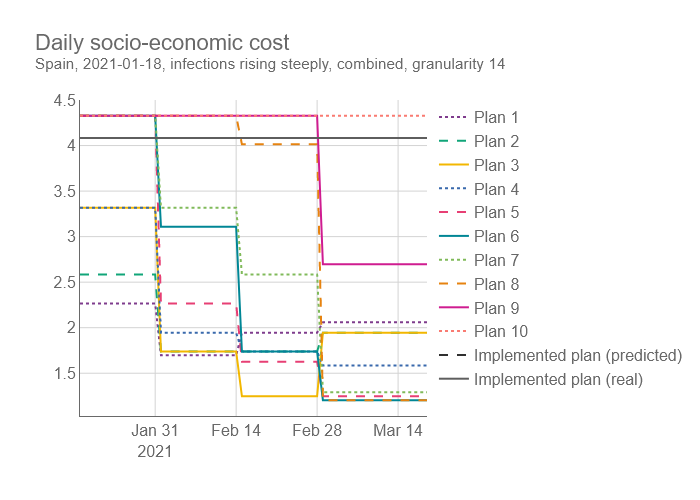 Daily socio-economic cost
Spain, 2021-01-18, infections rising steeply, combined, granularity 14
4.5
4
3.5
3
2.5
2
1.5
Jan 31
2021
Feb 14
Feb 28
Mar 14
Plan 1
Plan 2
Plan 3
Plan 4
Plan 5
Plan 6
Plan 7
Plan 8
Plan 9
Plan 10
Implemented plan (predicted)
Implemented plan (real)